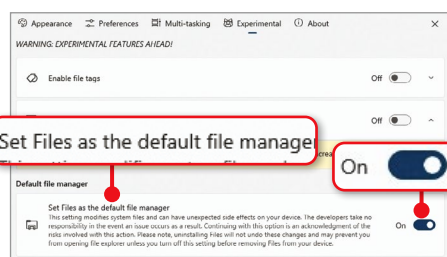 Appearance Preferences Multi-tasking Experimental About
WARNING: EXPERIMENTAL FEATURES AHEAD!
Enable file tags Off
Off
Set Files as the default file manager
On
Default file manager
Set Files as the default file manager
This setting modifies system files and can have unexpected side effects on your device. The developers take no
responsibility in the event an issue occurs as a result. Continuing with this option is an acknowledgment of the
risks involved with this action. Please note, unnstalling Files will not undo these changes and may prevent you
from opening file explorer unless you turn off this setting before removing Files from your device.
On